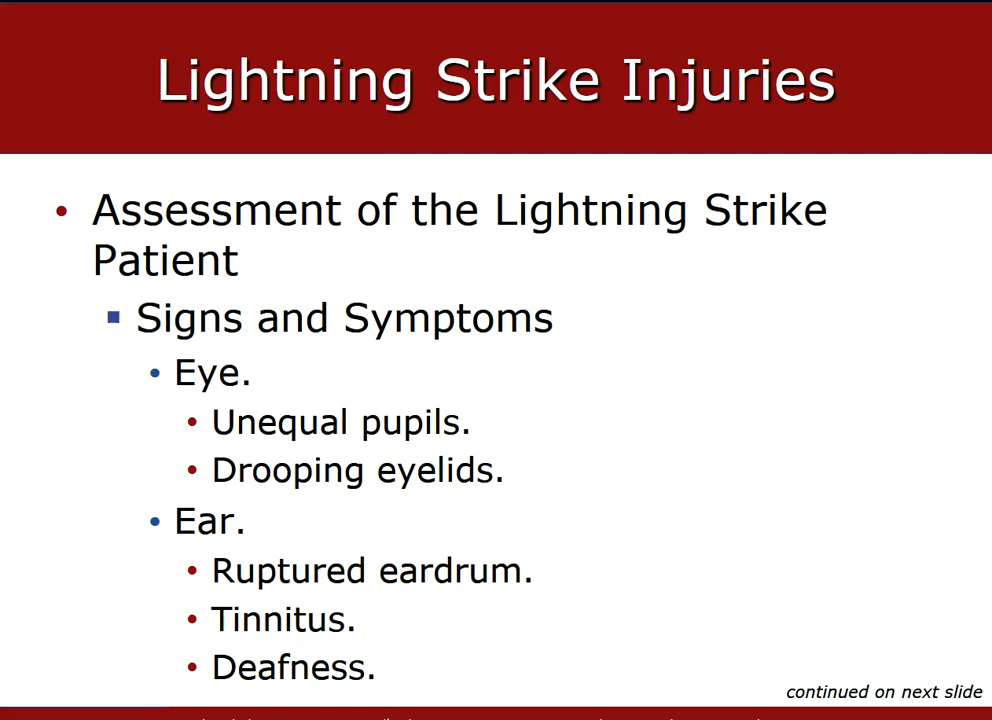 Lightning Strike Injuries
• Assessment of the Lightning Strike
Patient
▪ Signs and Symptoms
• Eye.
• Unequal pupils.
• Drooping eyelids.
• Ear.
• Ruptured eardrum.
• Tinnitus.
• Deafness.
continued on next slide